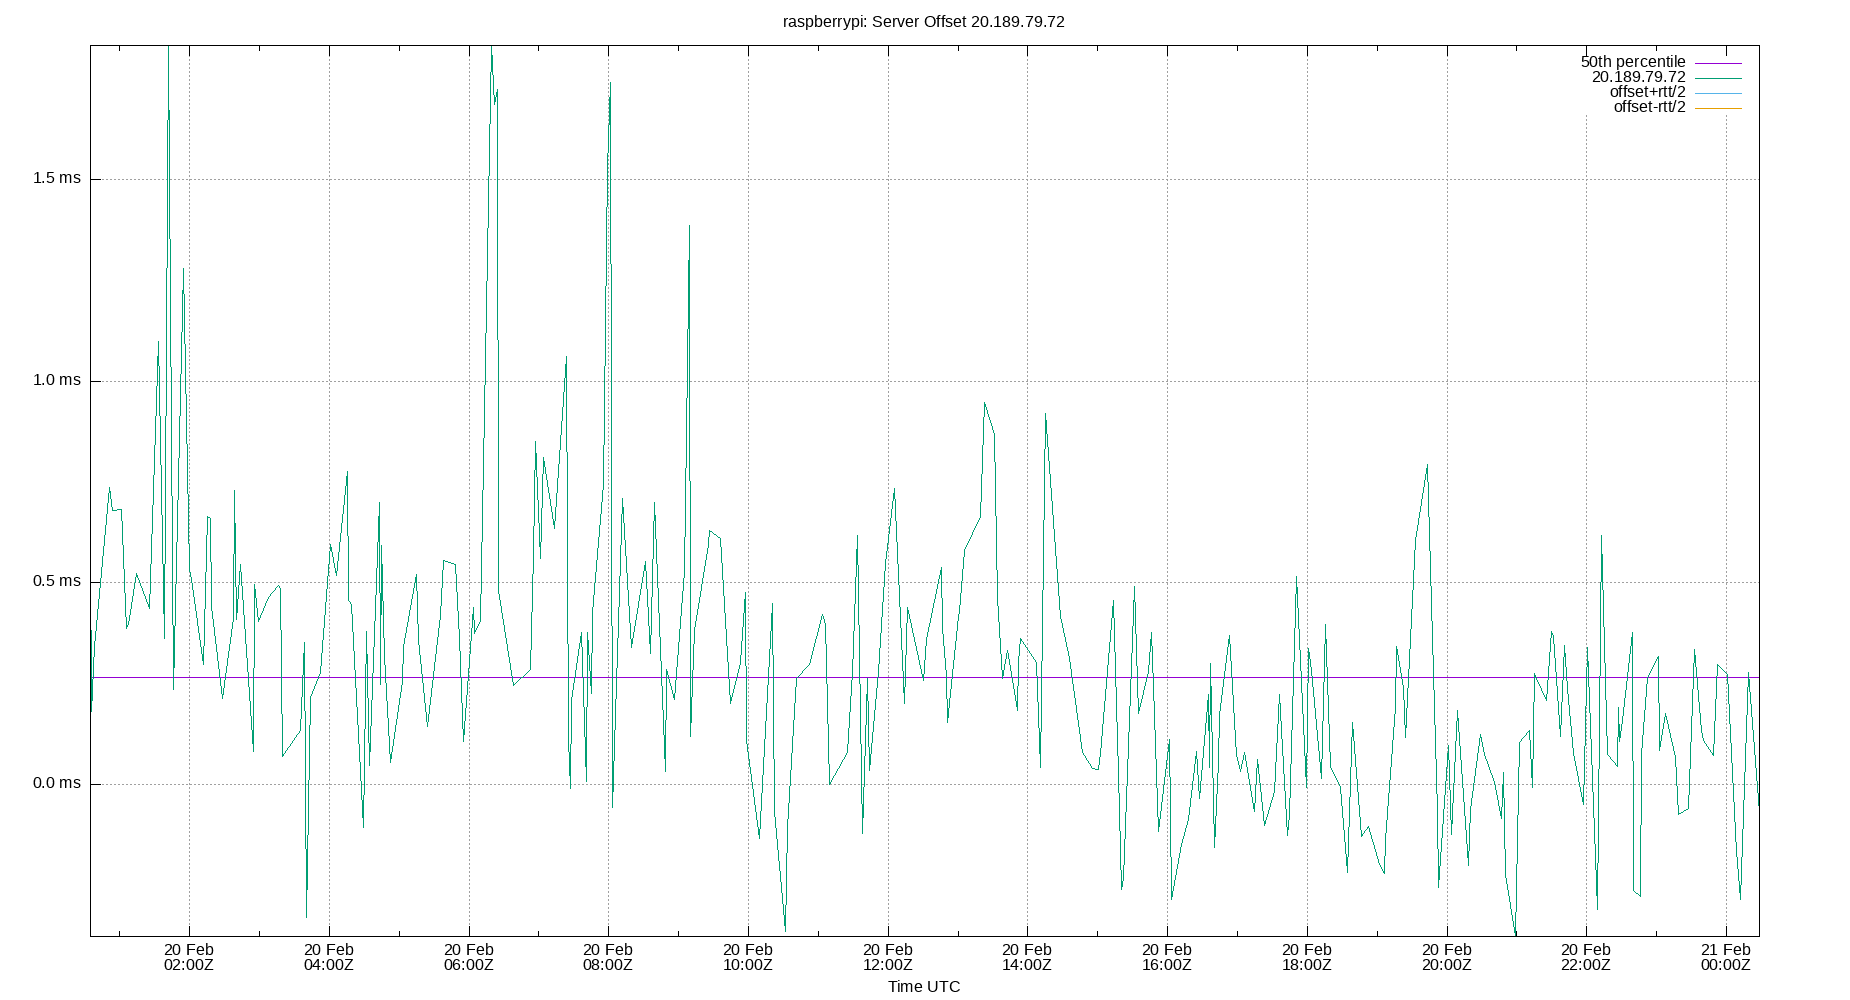 raspberrypi: Server Offset 20.189.79.72
50th percentile
20.189.79.72
offset+rtt/2
offset-rtt/2
1.5 ms
1.0 ms
0.5 ms
0.0 ms
20 Feb 20 Feb 20 Feb 20 Feb 20 Feb 20 Feb 20 Feb 20 Feb 20 Feb 20 Feb 20 Feb 21 Feb
02:00Z 04:00Z 06:00Z 08:00Z 10:00Z 12:00Z 14:00Z 16:00Z 18:00Z 20:00Z 22:00Z 00:00Z
Time UTC